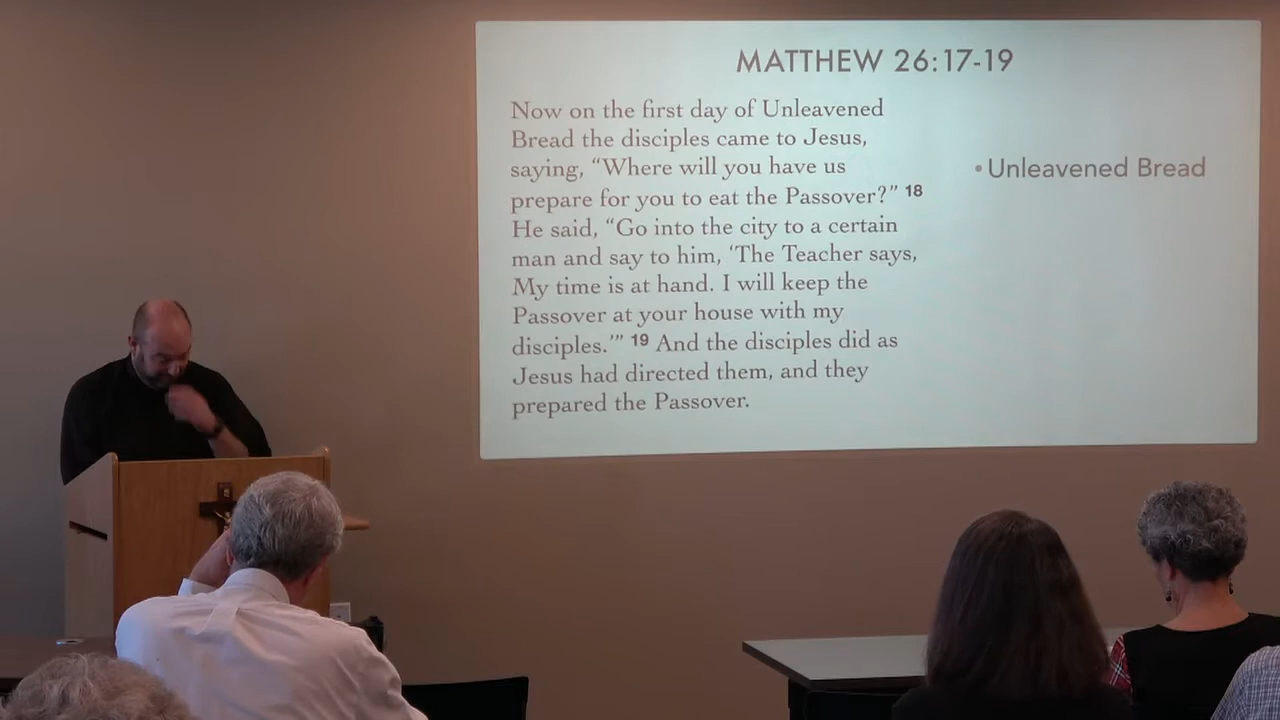 MATTHEW 26:17-19
Now on the first day of Unleavened
Bread the disciples came to Jesus,
saying, “Where will you have us
prepare for you to eat the Passover?” 18
He said, “Go into the city to a certain
man and say to him, ‘The Teacher says,
My time is at hand. I will keep the
Passover at your house with my
disciples.’” 19 And the disciples did as
Jesus had directed them, and they
prepared the Passover.
• Unleavened Bread